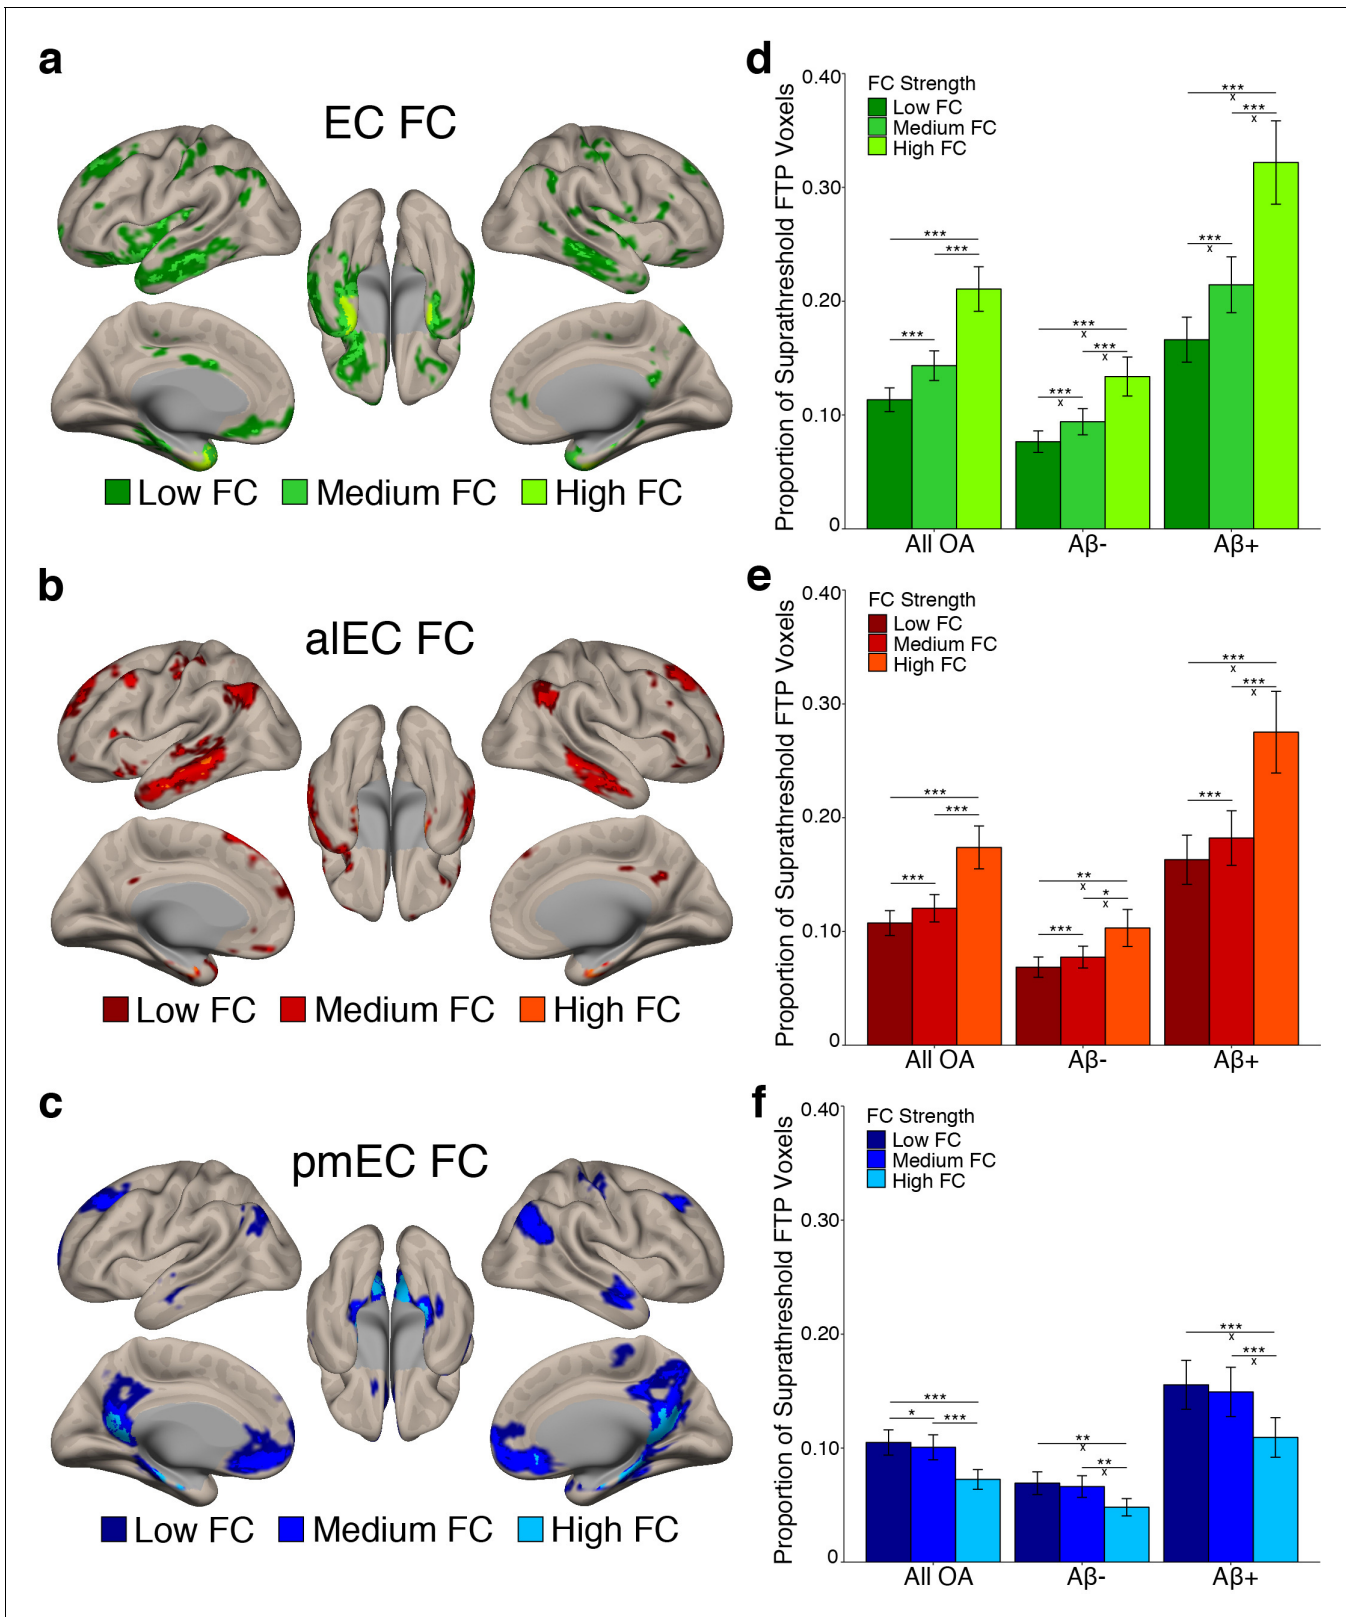 a
EC FC
Low FC Medium FC High FC
d
Proportion of Suprathreshold FTP Voxels
0.40
0.30
0.20
0.10
0
FC Strength
Low FC
Medium FC
High FC
***
***
***
***
x
***
x
***
x
***
x
***
x
***
x
All OA Aβ- Aβ+
b
alEC FC
Low FC Medium FC High FC
e
Proportion of Suprathreshold FTP Voxels
0.40
0.30
0.20
0.10
0
FC Strength
Low FC
Medium FC
High FC
***
***
***
**
x
*
x
***
***
x
***
x
***
All OA Aβ- Aβ+
c
pmEC FC
Low FC Medium FC High FC
f
Proportion of Suprathreshold FTP Voxels
0.40
0.30
0.20
0.10
0
FC Strength
Low FC
Medium FC
High FC
***
*
***
**
x
**
x
***
x
***
x
All OA Aβ- Aβ+